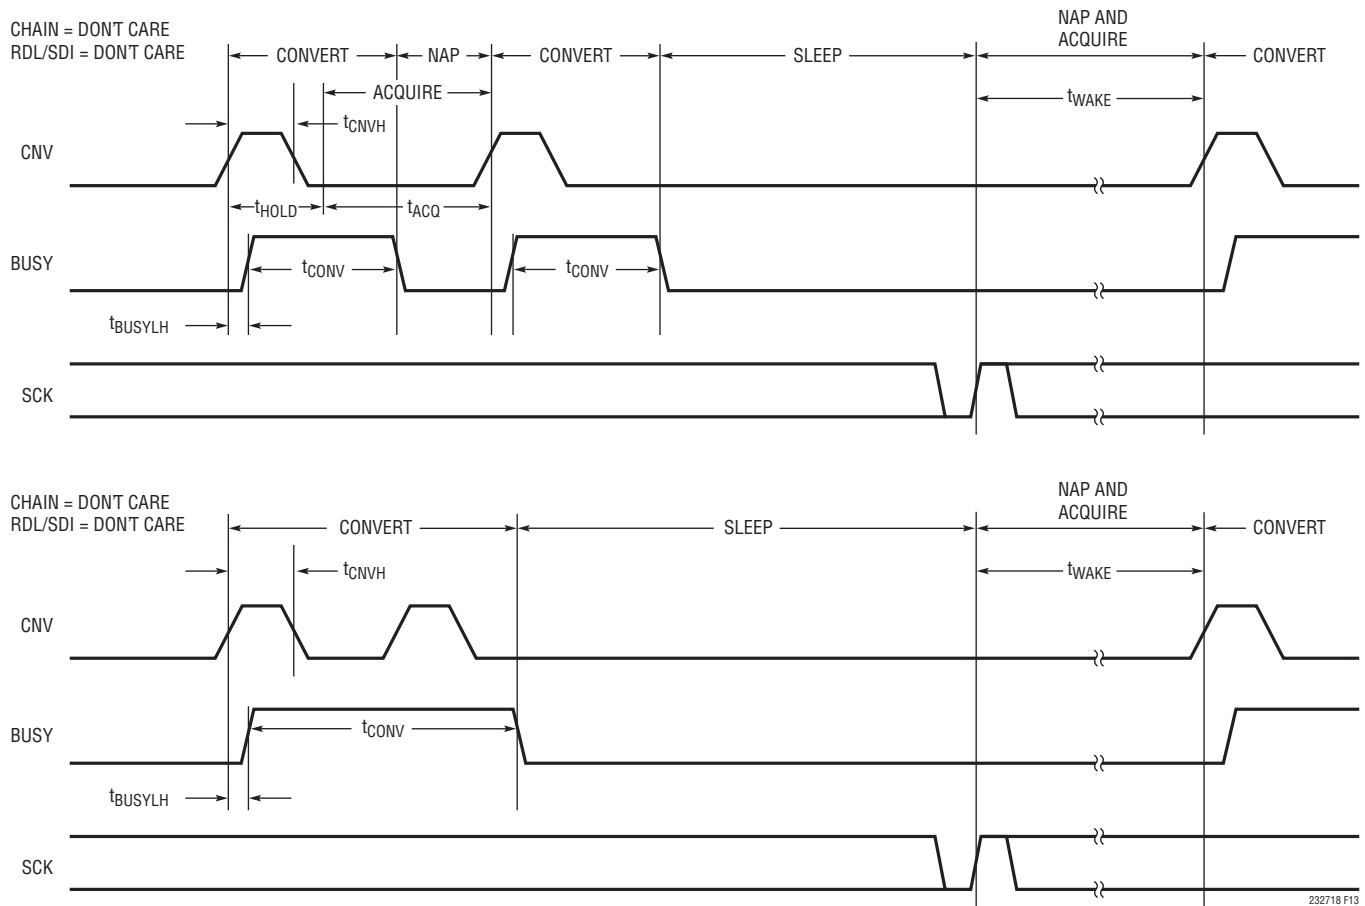 CHAIN = DON'T CARE
RDL/SDI = DON'T CARE
NAP AND
ACQUIRE
CONVERT
NAP
CONVERT
SLEEP
CONVERT
ACQUIRE
tWAKE
tCNVH
CNV
tHOLD
tACQ
BUSY
tCONV
tCONV
tBUSYLH
SCK
CHAIN = DON'T CARE
RDL/SDI = DON'T CARE
NAP AND
ACQUIRE
CONVERT
SLEEP
CONVERT
tCNVH
tWAKE
CNV
BUSY
tCONV
tBUSYLH
SCK
232718 F13